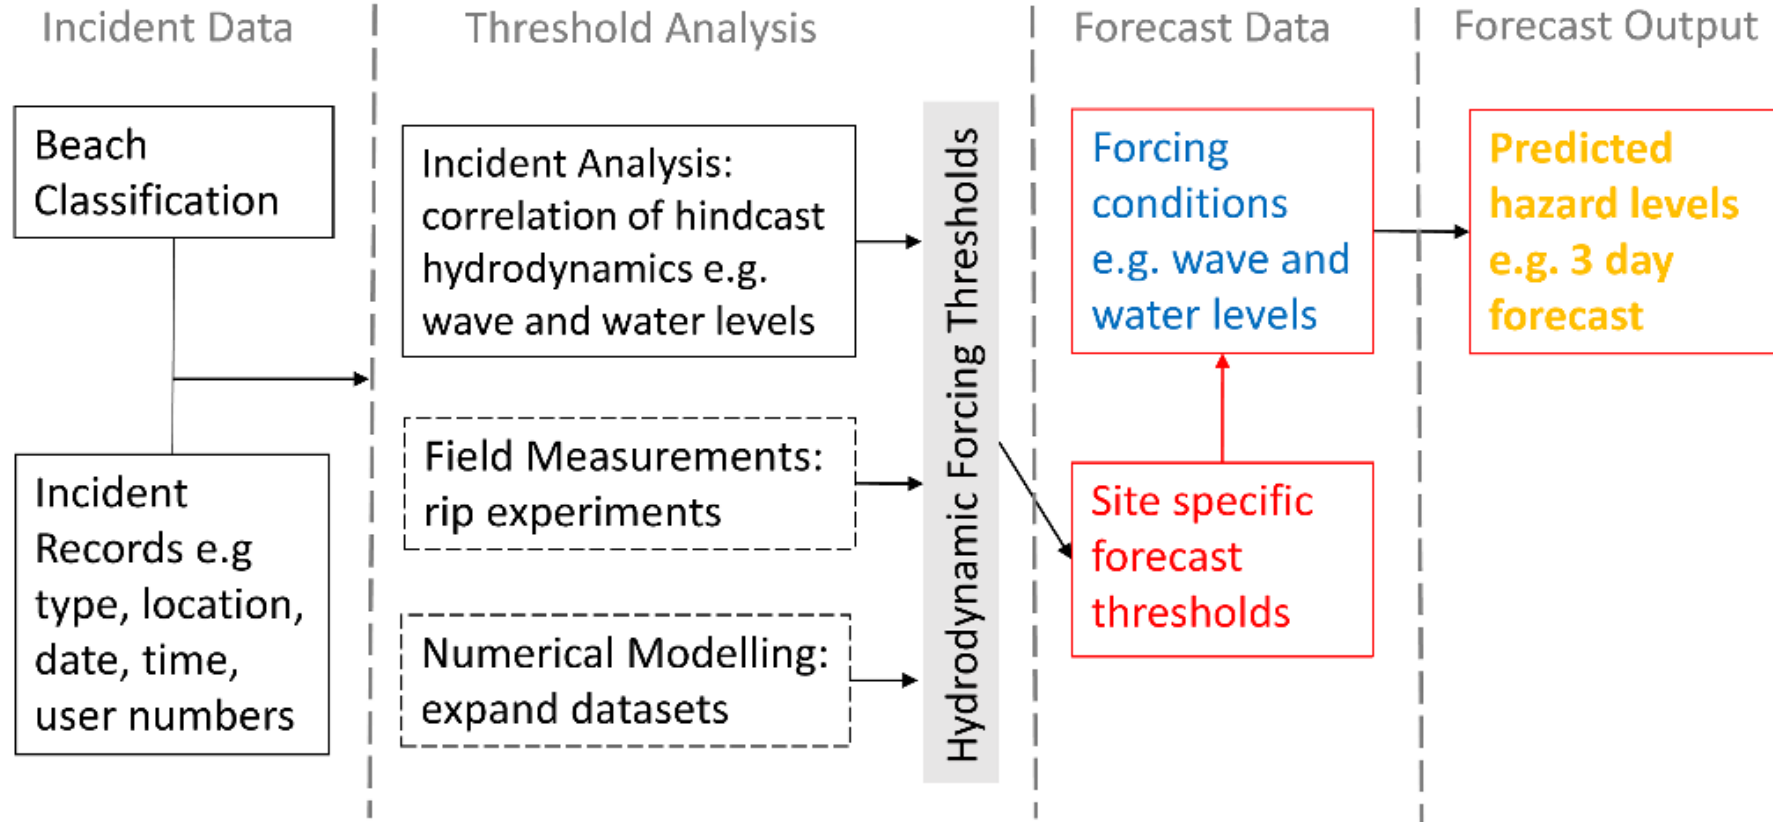 Incident Data
Threshold Analysis
Forecast Data
Forecast Output
Beach
Classification
Incident
Records e.g
type, location,
date, time,
user numbers
Incident Analysis:
correlation of hindcast
hydrodynamics e.g.
wave and water levels
Field Measurements:
rip experiments
Numerical Modelling:
expand datasets
Hydrodynamic Forcing Thresholds
Forcing
conditions
e.g. wave and
water levels
Site specific
forecast
thresholds
Predicted
hazard levels
e.g. 3 day
forecast